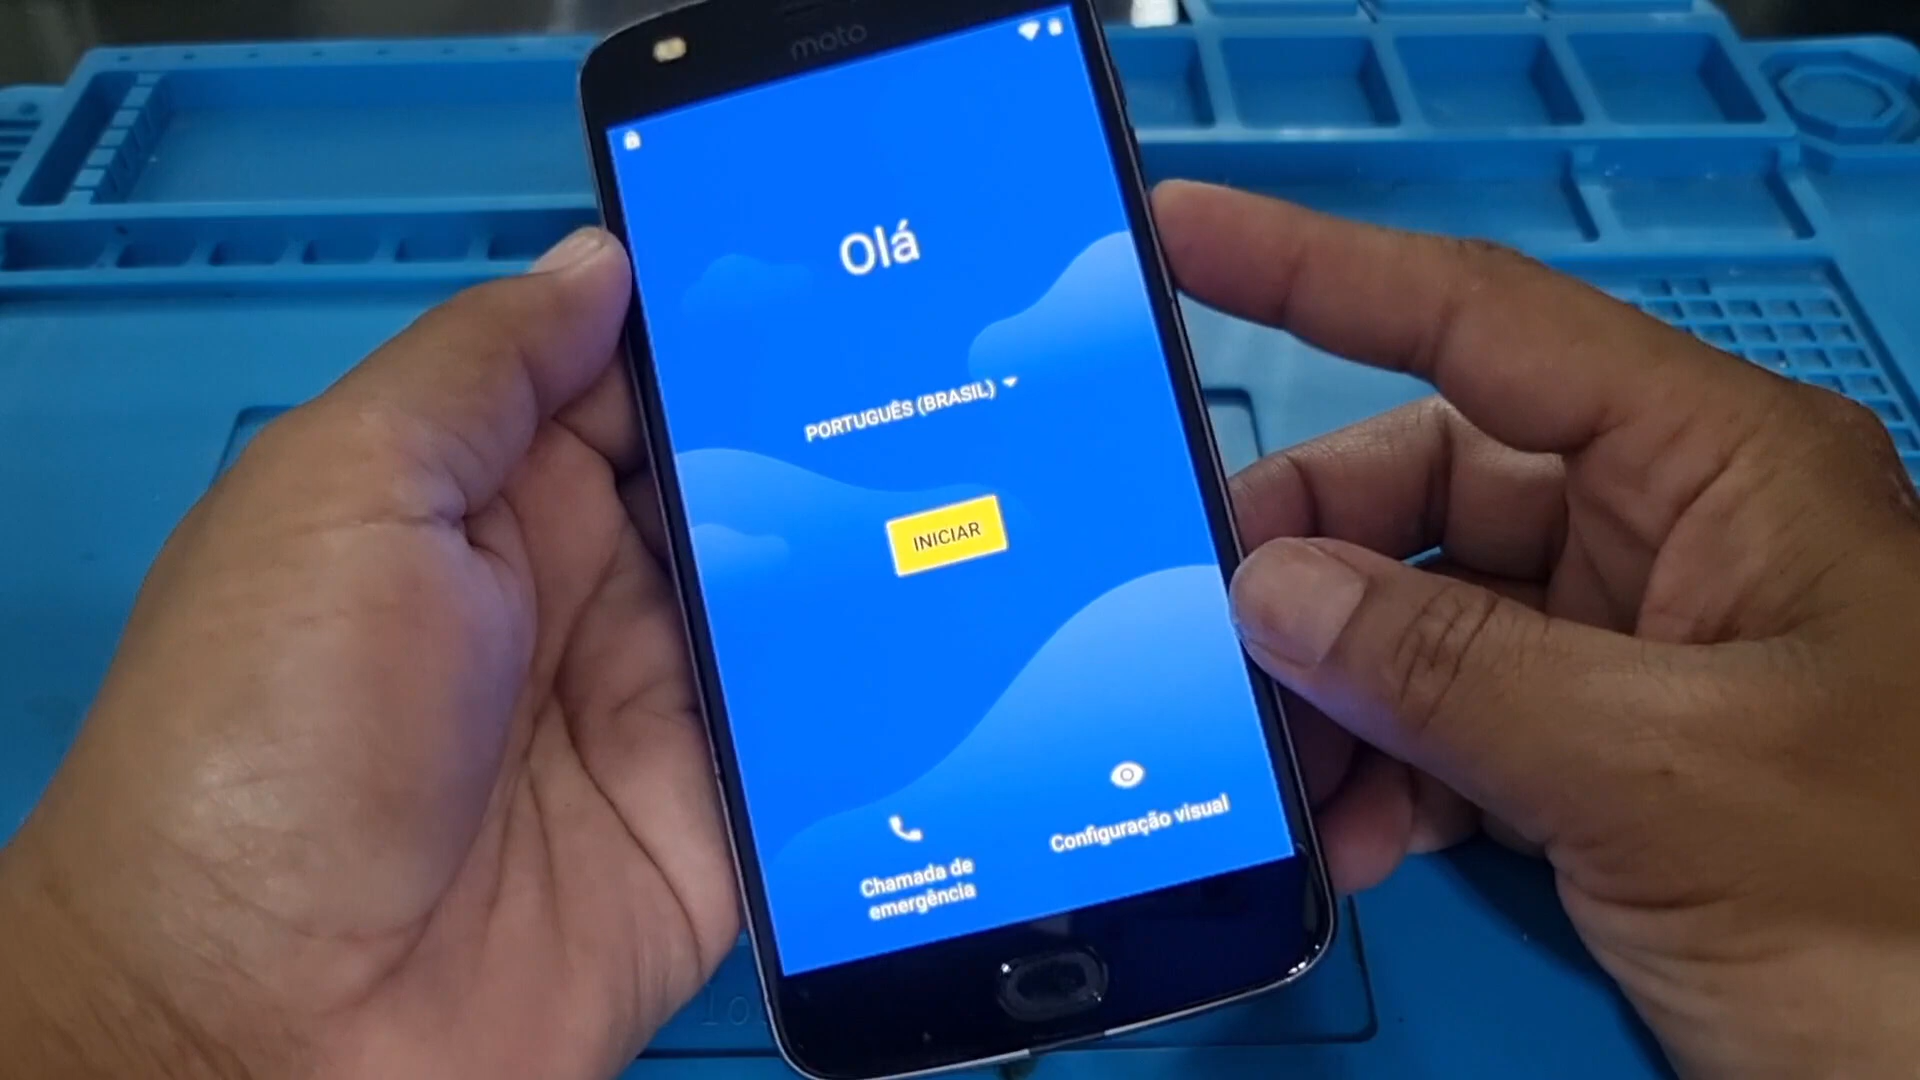 moto
Olá
PORTUGUÊS (BRASIL)
INICIAR
Chamada de
emergência
Configuração visual